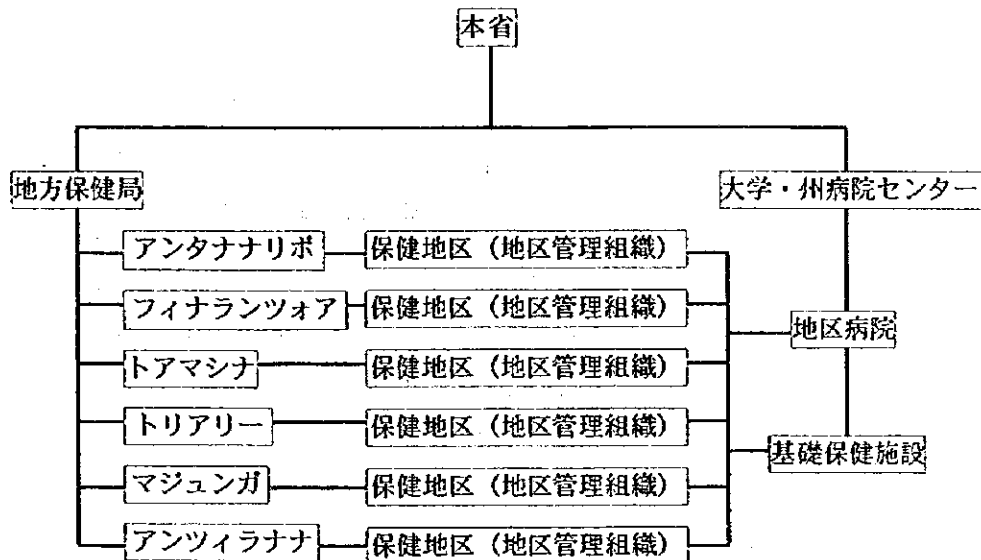 本省
地方保健局
大学・州病院センター
アンタナナリボ 保健地区（地区管理組織）
フィナランツォア 保健地区（地区管理組織）
地区病院
トアマシナ 保健地区（地区管理組織）
トリアリー 保健地区（地区管理組織）
基礎保健施設
マジュンガ 保健地区（地区管理組織）
アンツィラナナ 保健地区（地区管理組織）